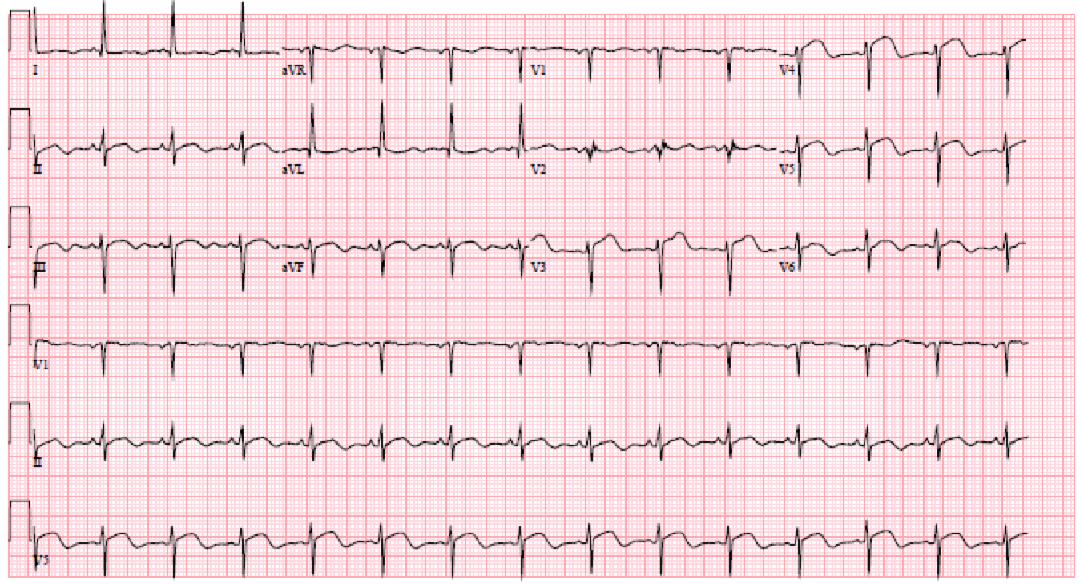 I aVR V1 V4
II aVL V2 V5
III aVF V3 V6
V1
II
V5